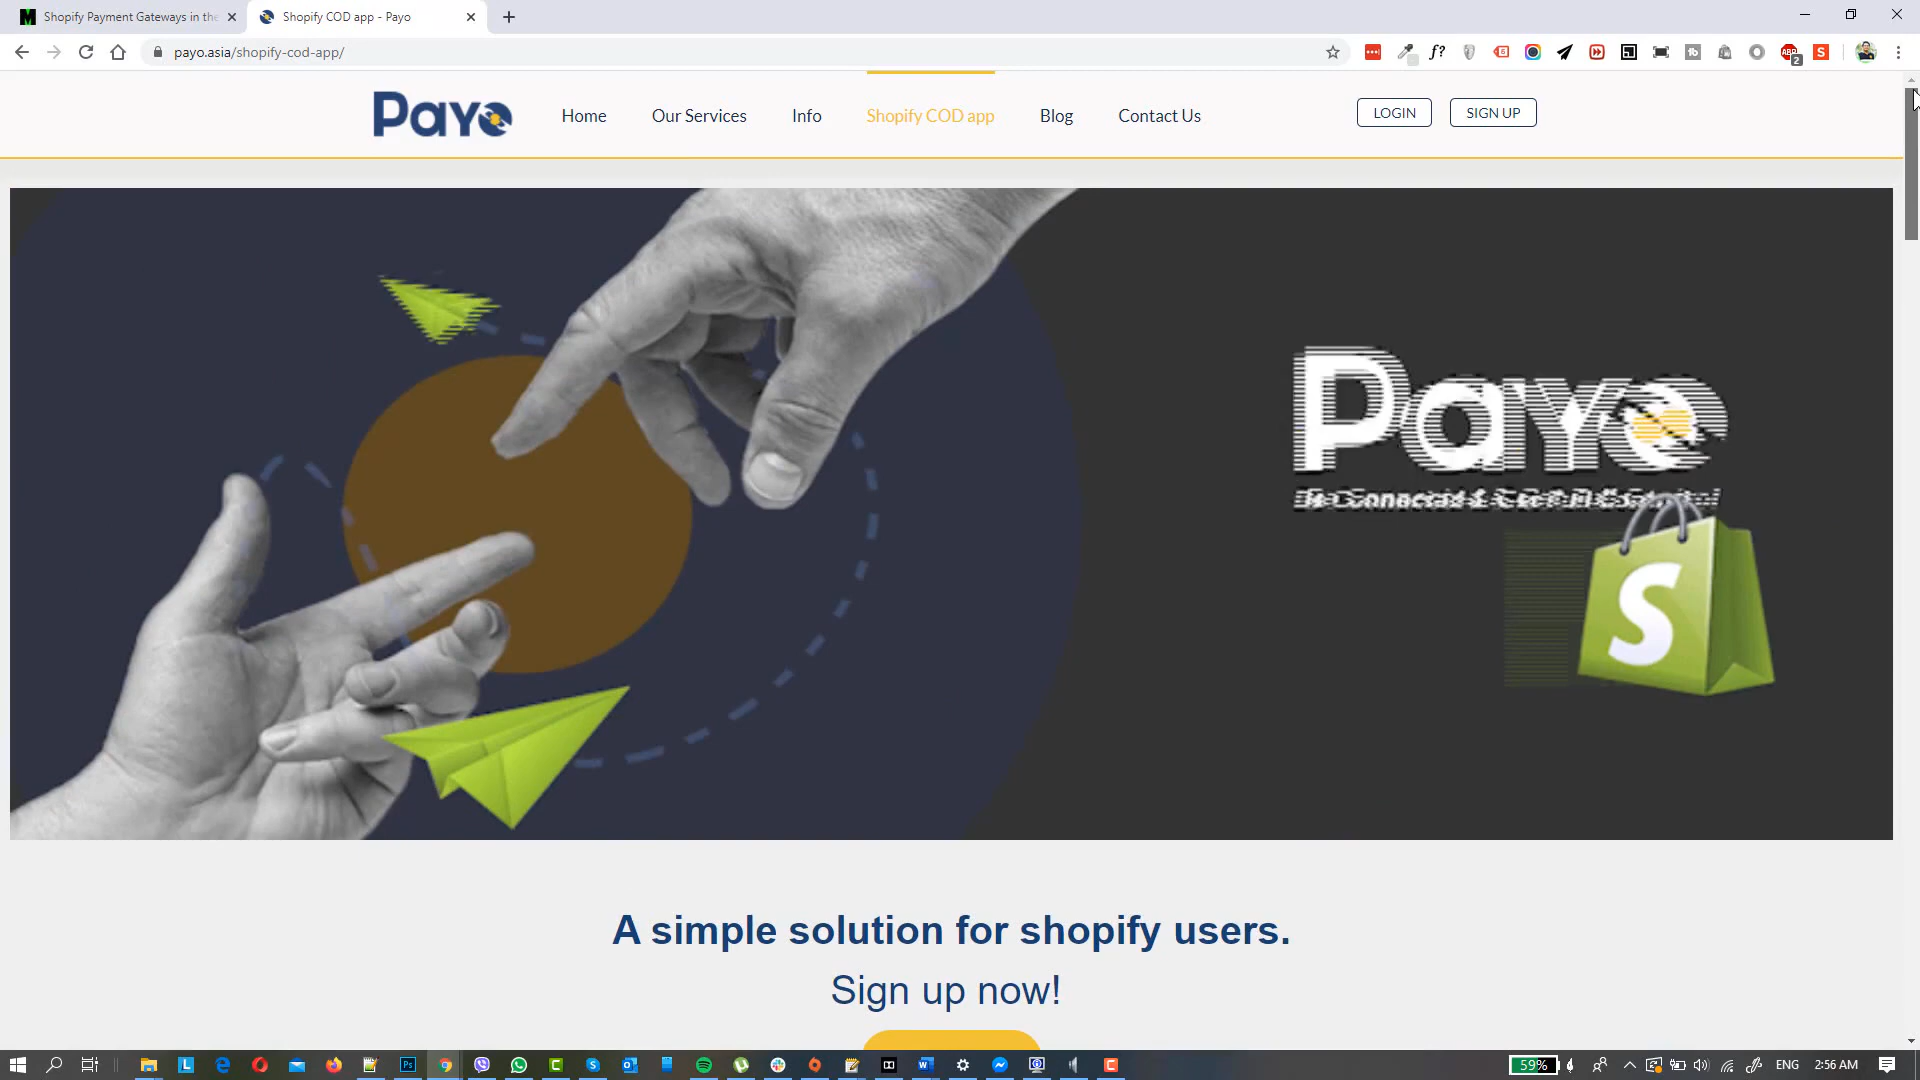 Shopify Payment Gateways in the
Shopify COD app - Payo
payo.asia/shopify-cod-app/
Payo
Home
Our Services
Info
Shopify COD app
Blog
Contact Us
LOGIN
SIGN UP
Payo
S
A simple solution for shopify users.
Sign up now!
59%
ENG
2:56 AM